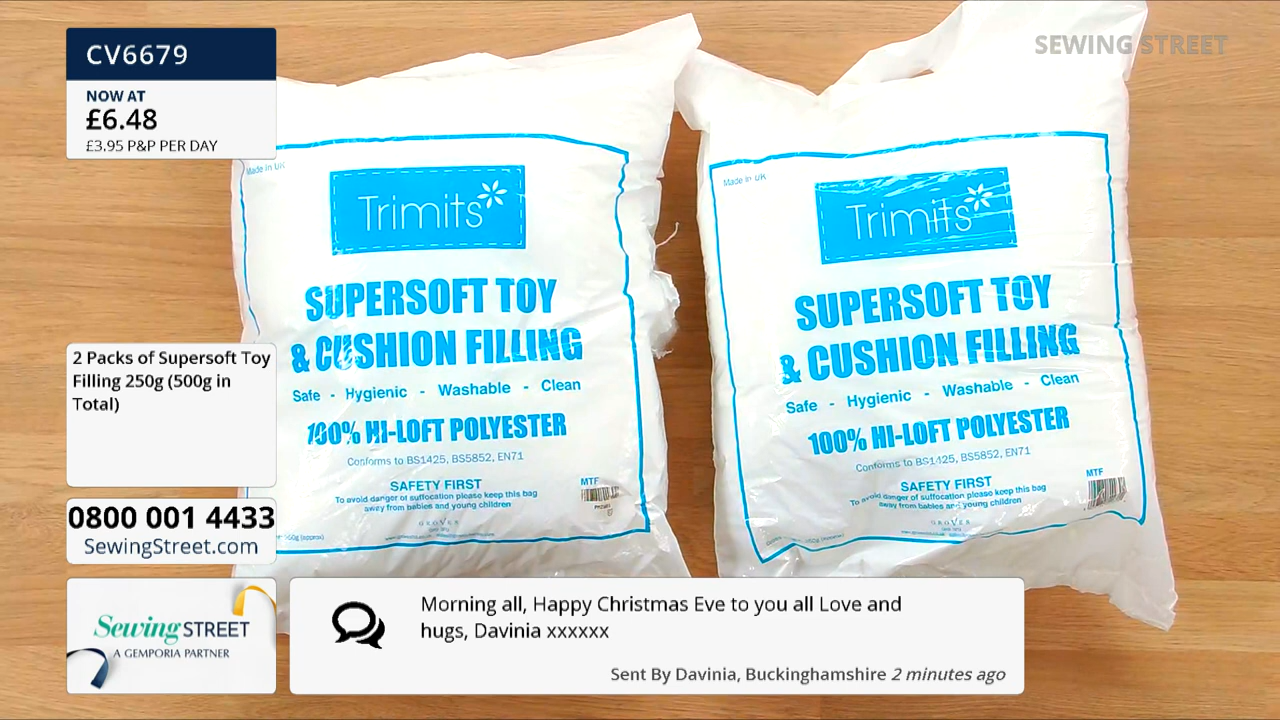 CV6679
NOW AT
£6.48
£3.95 P&P PER DAY
SEWING STREET
Made in UK
Trimits
SUPERSOFT TOY
& CUSHION FILLING
Safe - Hygienic - Washable - Clean
100% HI-LOFT POLYESTER
Conforms to BS1425, BS5852, EN71
SAFETY FIRST
To avoid danger of suffocation please keep this bag
away from babies and young children
MTF
GROVES
Made in UK
Trimits
SUPERSOFT TOY
& CUSHION FILLING
Safe - Hygienic - Washable - Clean
100% HI-LOFT POLYESTER
Conforms to BS1425, BS5852, EN71
SAFETY FIRST
To avoid danger of suffocation please keep this bag
away from babies and young children
MTF
GROVES
2 Packs of Supersoft Toy
Filling 250g (500g in
Total)
0800 001 4433
SewingStreet.com
Sewing STREET
A GEMPORIA PARTNER
Morning all, Happy Christmas Eve to you all Love and
hugs, Davinia xxxxxx
Sent By Davinia, Buckinghamshire 2 minutes ago